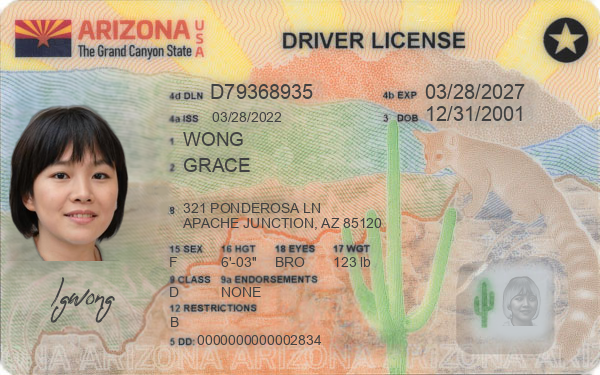 ARIZONA USA
The Grand Canyon State
DRIVER LICENSE
4d DLN D79368935 4b EXP 03/28/2027
4a ISS 03/28/2022 3 DOB 12/31/2001
1 WONG
2 GRACE
8 321 PONDEROSA LN
APACHE JUNCTION, AZ 85120
15 SEX 16 HGT 18 EYES 17 WGT
F 6'-03" BRO 123 lb
9 CLASS 9a ENDORSEMENTS
D NONE
12 RESTRICTIONS
B
Igwong
5 DD: 0000000000002834
ARIZONA ARIZONA ARIZONA ARIZONA